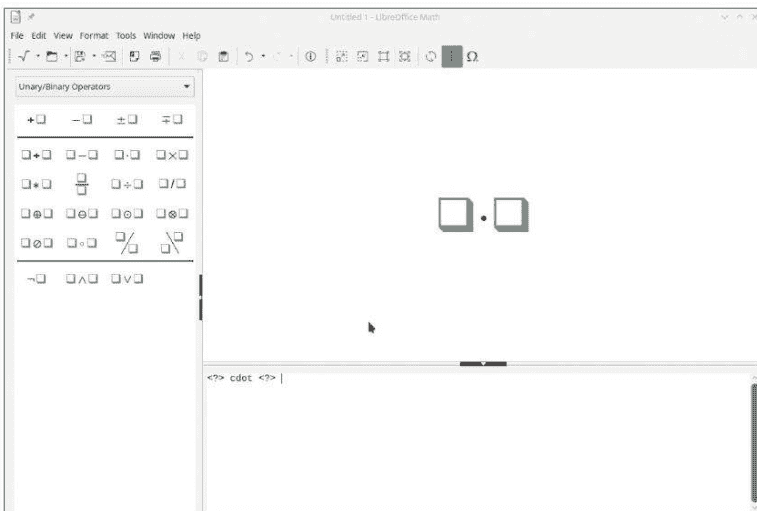 Untitled 1 - LibreOffice Math
File Edit View Format Tools Window Help
Unary/Binary Operators
<?> cdot <?>